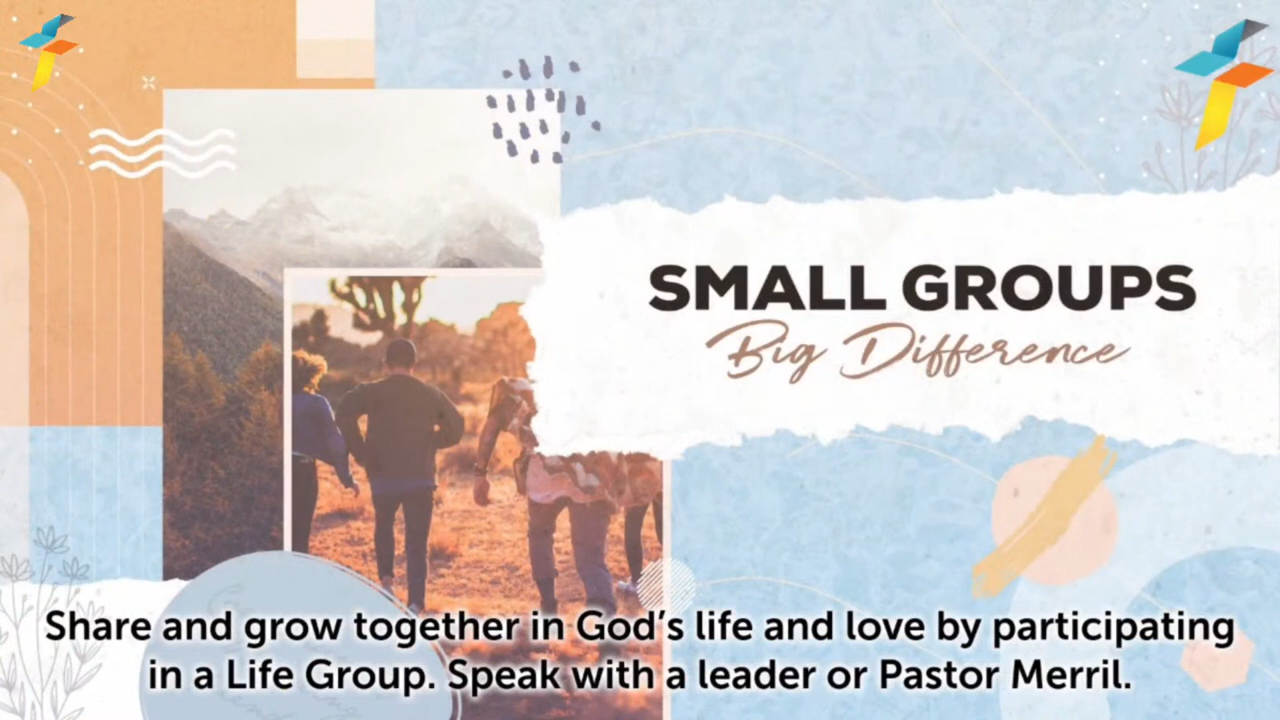 SMALL GROUPS
Big Difference
Share and grow together in God's life and love by participating
in a Life Group. Speak with a leader or Pastor Merril.